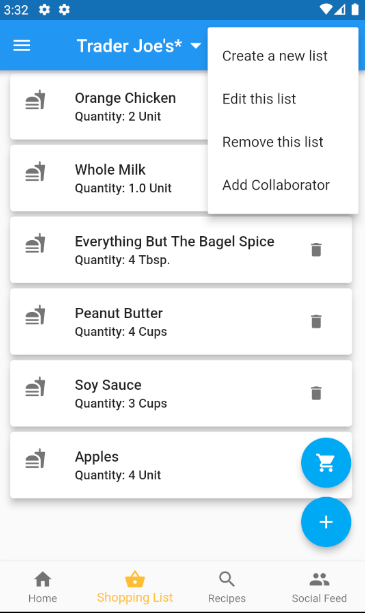 3:32
Trader Joe's*
Create a new list
Edit this list
Remove this list
Add Collaborator
Orange Chicken
Quantity: 2 Unit
Whole Milk
Quantity: 1.0 Unit
Everything But The Bagel Spice
Quantity: 4 Tbsp.
Peanut Butter
Quantity: 4 Cups
Soy Sauce
Quantity: 3 Cups
Apples
Quantity: 4 Unit
Home
Shopping List
Recipes
Social Feed